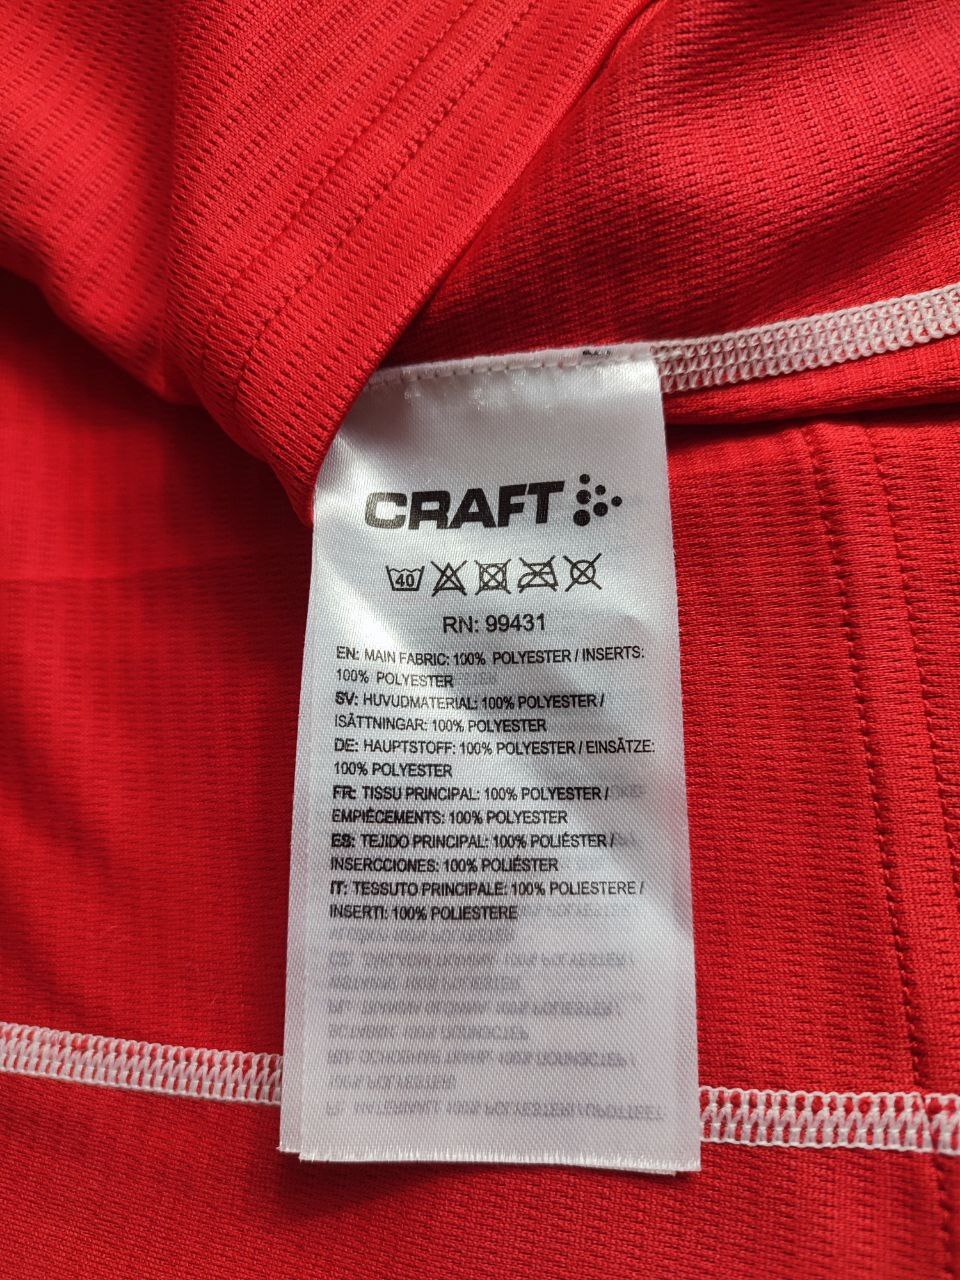 CRAFT
40
RN: 99431
EN: MAIN FABRIC: 100% POLYESTER / INSERTS:
100% POLYESTER
SV: HUVUDMATERIAL: 100% POLYESTER /
ISÄTTNINGAR: 100% POLYESTER
DE: HAUPTSTOFF: 100% POLYESTER / EINSÄTZE:
100% POLYESTER
FR: TISSU PRINCIPAL: 100% POLYESTER /
EMPIÉCEMENTS: 100% POLYESTER
ES: TEJIDO PRINCIPAL: 100% POLIÉSTER /
INSERCCIONES: 100% POLIÉSTER
IT: TESSUTO PRINCIPALE: 100% POLIESTERE /
INSERTI: 100% POLIESTERE